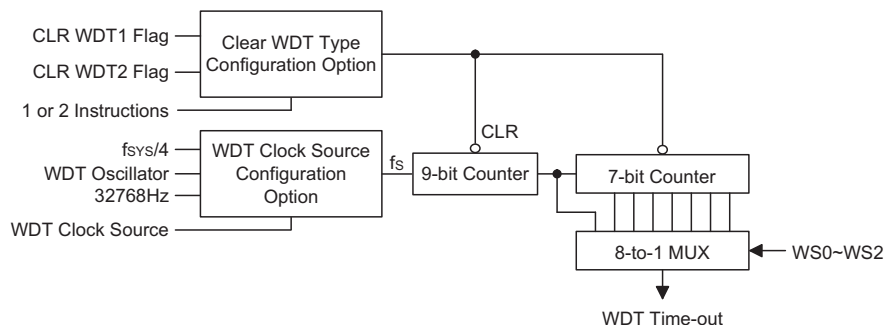 CLR WDT1 Flag
CLR WDT2 Flag
1 or 2 Instructions
Clear WDT Type
Configuration Option
fSYS/4
WDT Oscillator
32768Hz
WDT Clock Source
WDT Clock Source
Configuration
Option
fS
CLR
9-bit Counter
7-bit Counter
8-to-1 MUX
WS0~WS2
WDT Time-out